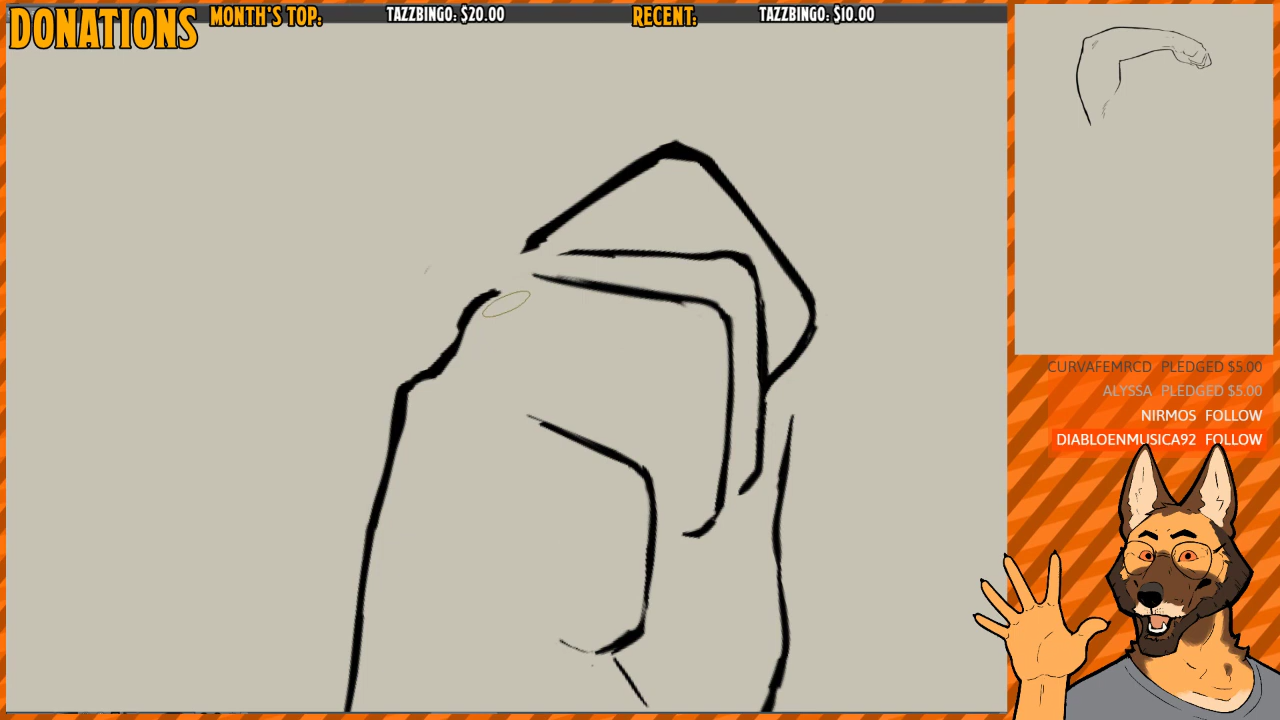 DONATIONS
MONTH'S TOP: TAZZBINGO: $20.00 RECENT: TAZZBINGO: $10.00
CURVAFEMRCD PLEDGED $5.00
ALYSSA PLEDGED $5.00
NIRMOS FOLLOW
DIABLOENMUSICA92 FOLLOW